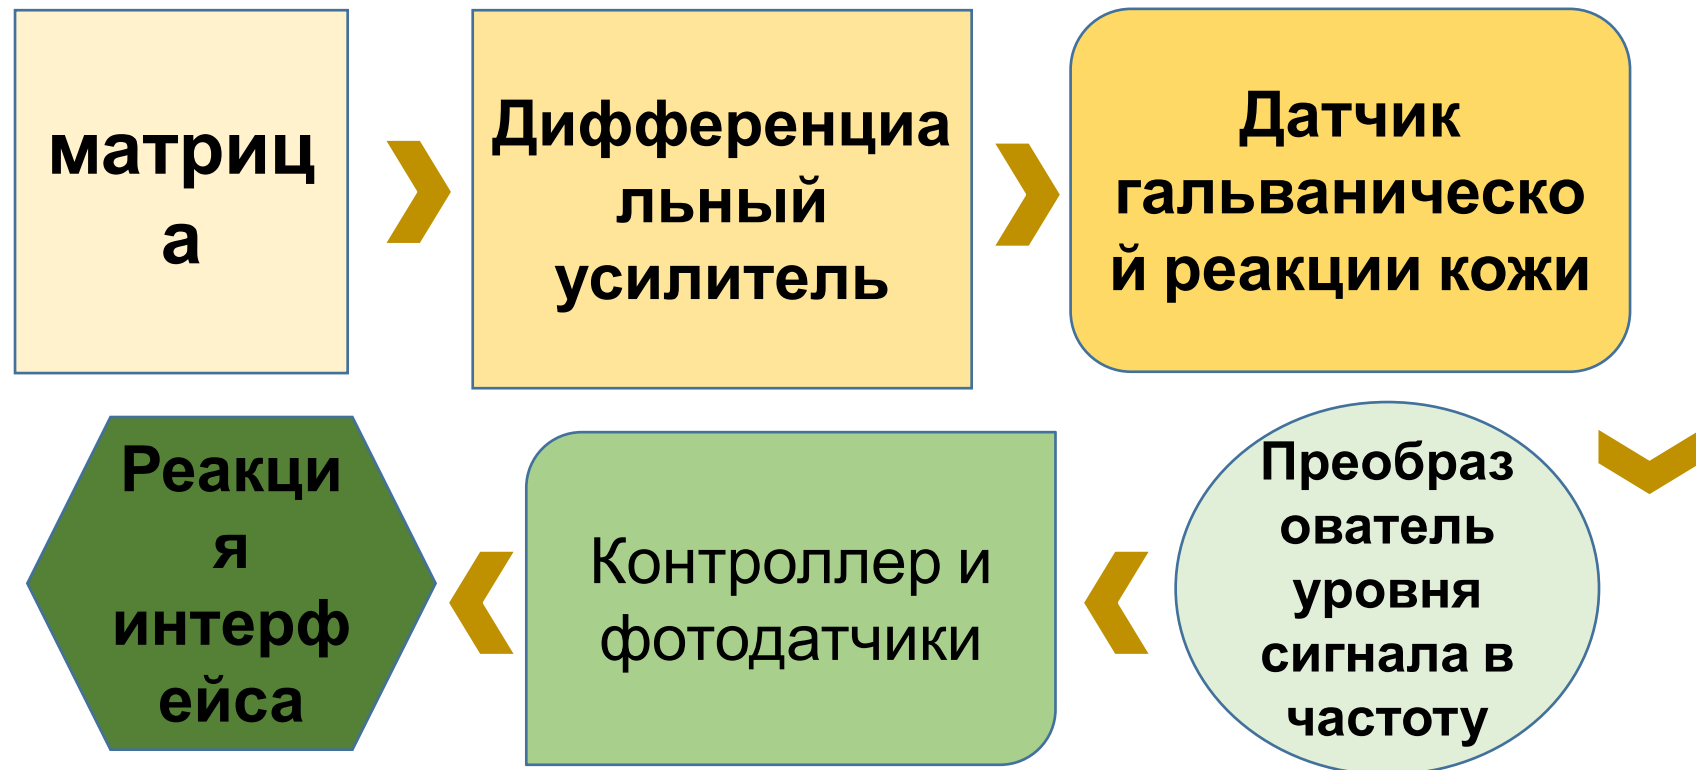 матриц
а
Дифференциа
льный
усилитель
Датчик
гальваническо
й реакции кожи
Реакци
я
интерф
ейса
Контроллер и
фотодатчики
Преобраз
ователь
уровня
сигнала в
частоту